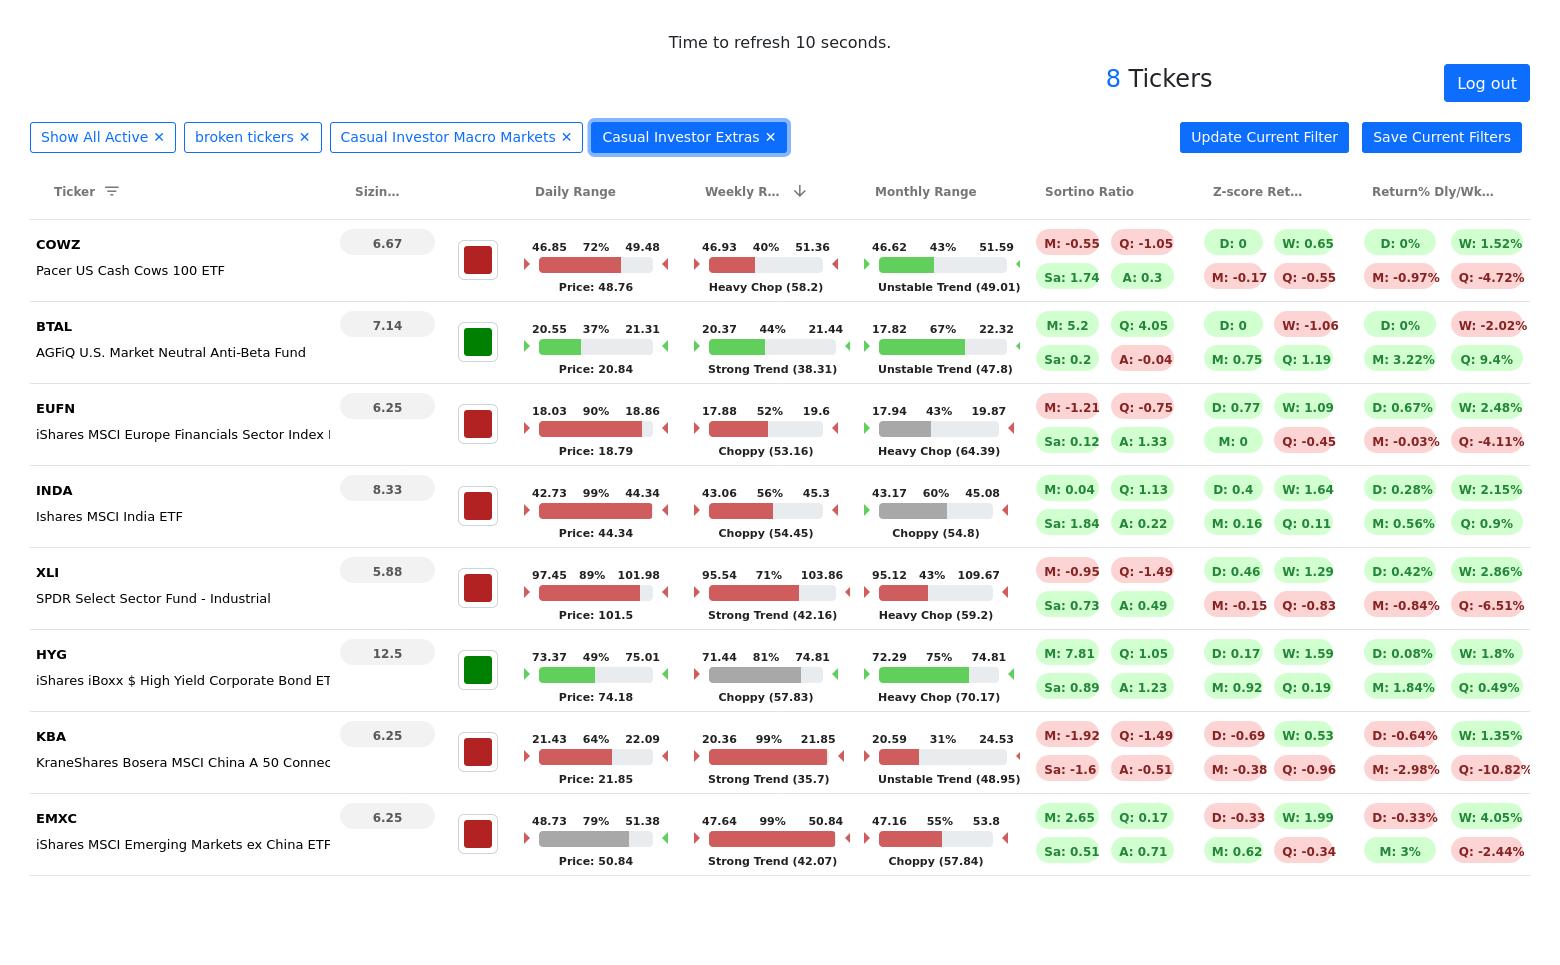 Time to refresh 10 seconds.
8 Tickers
Log out
Show All Active ✕ broken tickers ✕ Casual Investor Macro Markets ✕ Casual Investor Extras ✕ Update Current Filter Save Current Filters
Ticker Sizin... Daily Range Weekly R... Monthly Range Sortino Ratio Z-score Ret... Return% Dly/Wk...
COWZ 6.67 46.85 72% 49.48 46.93 40% 51.36 46.62 43% 51.59 M: -0.55 Q: -1.05 D: 0 W: 0.65 D: 0% W: 1.52%
Pacer US Cash Cows 100 ETF Price: 48.76 Heavy Chop (58.2) Unstable Trend (49.01) Sa: 1.74 A: 0.3 M: -0.17 Q: -0.55 M: -0.97% Q: -4.72%
BTAL 7.14 20.55 37% 21.31 20.37 44% 21.44 17.82 67% 22.32 M: 5.2 Q: 4.05 D: 0 W: -1.06 D: 0% W: -2.02%
AGFiQ U.S. Market Neutral Anti-Beta Fund Price: 20.84 Strong Trend (38.31) Unstable Trend (47.8) Sa: 0.2 A: -0.04 M: 0.75 Q: 1.19 M: 3.22% Q: 9.4%
EUFN 6.25 18.03 90% 18.86 17.88 52% 19.6 17.94 43% 19.87 M: -1.21 Q: -0.75 D: 0.77 W: 1.09 D: 0.67% W: 2.48%
iShares MSCI Europe Financials Sector Index Price: 18.79 Choppy (53.16) Heavy Chop (64.39) Sa: 0.12 A: 1.33 M: 0 Q: -0.45 M: -0.03% Q: -4.11%
INDA 8.33 42.73 99% 44.34 43.06 56% 45.3 43.17 60% 45.08 M: 0.04 Q: 1.13 D: 0.4 W: 1.64 D: 0.28% W: 2.15%
Ishares MSCI India ETF Price: 44.34 Choppy (54.45) Choppy (54.8) Sa: 1.84 A: 0.22 M: 0.16 Q: 0.11 M: 0.56% Q: 0.9%
XLI 5.88 97.45 89% 101.98 95.54 71% 103.86 95.12 43% 109.67 M: -0.95 Q: -1.49 D: 0.46 W: 1.29 D: 0.42% W: 2.86%
SPDR Select Sector Fund - Industrial Price: 101.5 Strong Trend (42.16) Heavy Chop (59.2) Sa: 0.73 A: 0.49 M: -0.15 Q: -0.83 M: -0.84% Q: -6.51%
HYG 12.5 73.37 49% 75.01 71.44 81% 74.81 72.29 75% 74.81 M: 7.81 Q: 1.05 D: 0.17 W: 1.59 D: 0.08% W: 1.8%
iShares iBoxx $ High Yield Corporate Bond ET Price: 74.18 Choppy (57.83) Heavy Chop (70.17) Sa: 0.89 A: 1.23 M: 0.92 Q: 0.19 M: 1.84% Q: 0.49%
KBA 6.25 21.43 64% 22.09 20.36 99% 21.85 20.59 31% 24.53 M: -1.92 Q: -1.49 D: -0.69 W: 0.53 D: -0.64% W: 1.35%
KraneShares Bosera MSCI China A 50 Connec Price: 21.85 Strong Trend (35.7) Unstable Trend (48.95) Sa: -1.6 A: -0.51 M: -0.38 Q: -0.96 M: -2.98% Q: -10.82%
EMXC 6.25 48.73 79% 51.38 47.64 99% 50.84 47.16 55% 53.8 M: 2.65 Q: 0.17 D: -0.33 W: 1.99 D: -0.33% W: 4.05%
iShares MSCI Emerging Markets ex China ETF Price: 50.84 Strong Trend (42.07) Choppy (57.84) Sa: 0.51 A: 0.71 M: 0.62 Q: -0.34 M: 3% Q: -2.44%